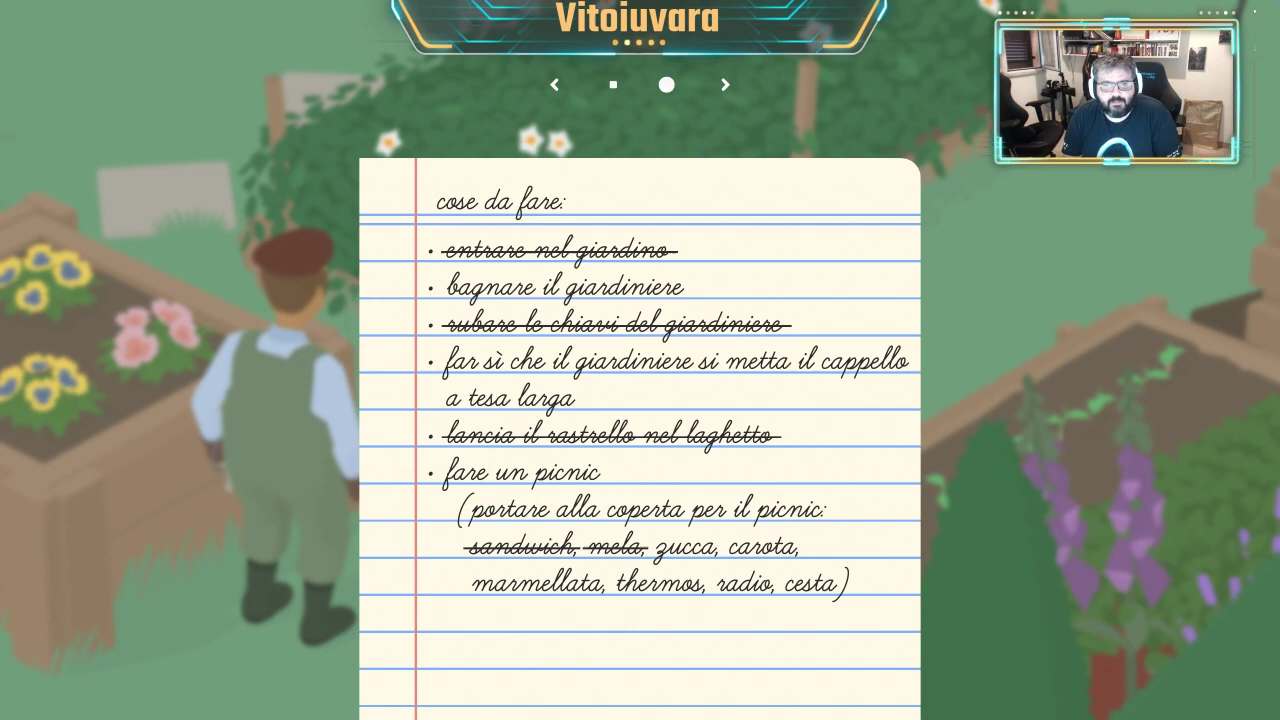 Vitoiuvara
cose da fare:
• entrare nel giardino
• bagnare il giardiniere
• rubare le chiavi del giardiniere
• far sì che il giardiniere si metta il cappello
a tesa larga
• lancia il rastrello nel laghetto
• fare un picnic
(portare alla coperta per il picnic:
sandwich, mela, zucca, carota,
marmellata, thermos, radio, cesta)